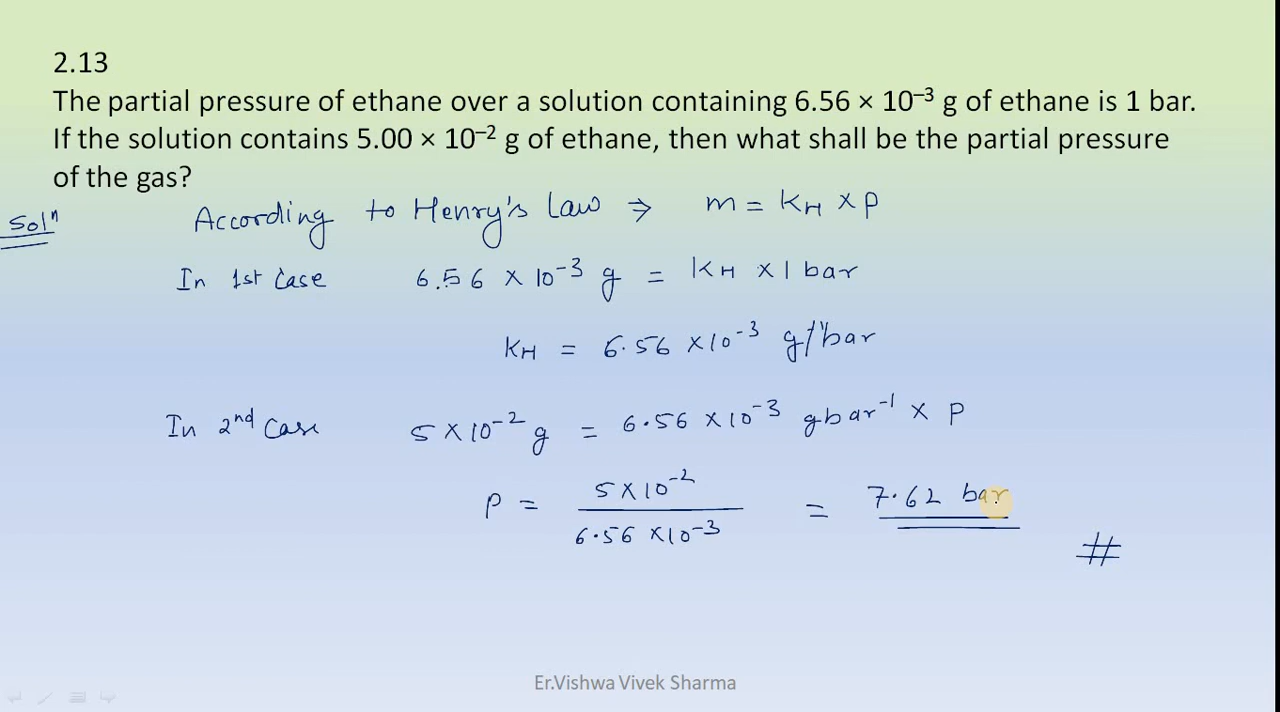 2.13
The partial pressure of ethane over a solution containing 6.56 × 10⁻³ g of ethane is 1 bar.
If the solution contains 5.00 × 10⁻² g of ethane, then what shall be the partial pressure
of the gas?
Solⁿ According to Henry's Law ⇒ m = KH × P
In 1st Case 6.56 × 10⁻³ g = KH × 1 bar
KH = 6.56 × 10⁻³ g/bar
In 2nd Case 5 × 10⁻² g = 6.56 × 10⁻³ g bar⁻¹ × P
P = 5 × 10⁻² / 6.56 × 10⁻³ = 7.62 bar
#
Er.Vishwa Vivek Sharma